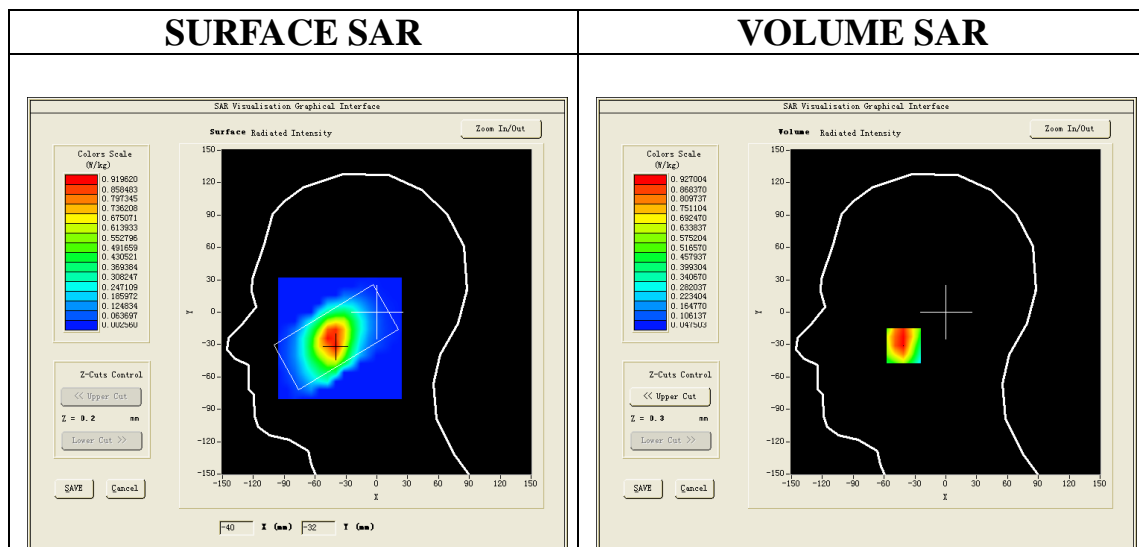 SURFACE SAR
SAR Visualisation Graphical Interface
Surface Radiated Intensity
Zoom In/Out
Colors Scale
(W/kg)
0.919620
0.858483
0.797345
0.736208
0.675071
0.613933
0.552796
0.491659
0.430521
0.369384
0.308247
0.247109
0.185972
0.124834
0.063697
0.002560
Z-Cuts Control
<< Upper Cut
Z = 0.2 mm
Lower Cut >>
SAVE Cancel
150
120
90
60
30
0
-30
-60
-90
-120
-150
Y
-150 -120 -90 -60 -30 0 30 60 90 120 150
X
-40 X (mm) -32 Y (mm)
VOLUME SAR
SAR Visualisation Graphical Interface
Volume Radiated Intensity
Zoom In/Out
Colors Scale
(W/kg)
0.927004
0.868370
0.809737
0.751104
0.692470
0.633837
0.575204
0.516570
0.457937
0.399304
0.340670
0.282037
0.223404
0.164770
0.106137
0.047503
Z-Cuts Control
<< Upper Cut
Z = 0.3 mm
Lower Cut >>
SAVE Cancel
150
120
90
60
30
0
-30
-60
-90
-120
-150
Y
-150 -120 -90 -60 -30 0 30 60 90 120 150
X